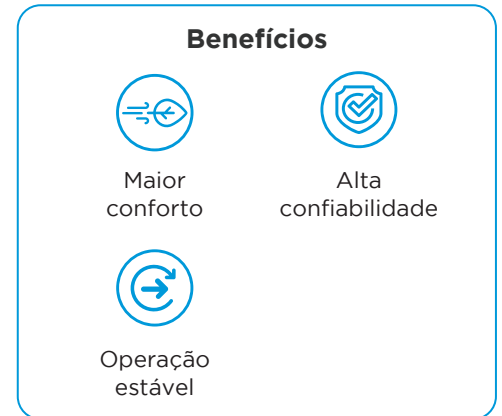 Benefícios
Maior
conforto
Alta
confiabilidade
Operação
estável